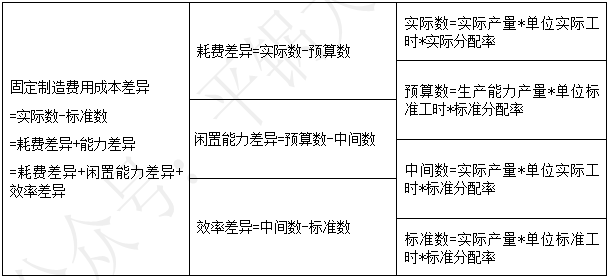 固定制造费用成本差异
=实际数-标准数
=耗费差异+能力差异
=耗费差异+闲置能力差异+
效率差异
耗费差异=实际数-预算数
闲置能力差异=预算数-中间数
效率差异=中间数-标准数
实际数=实际产量*单位实际工
时*实际分配率
预算数=生产能力产量*单位标
准工时*标准分配率
中间数=实际产量*单位实际工
时*标准分配率
标准数=实际产量*单位标准工
时*标准分配率
公众号，平锅